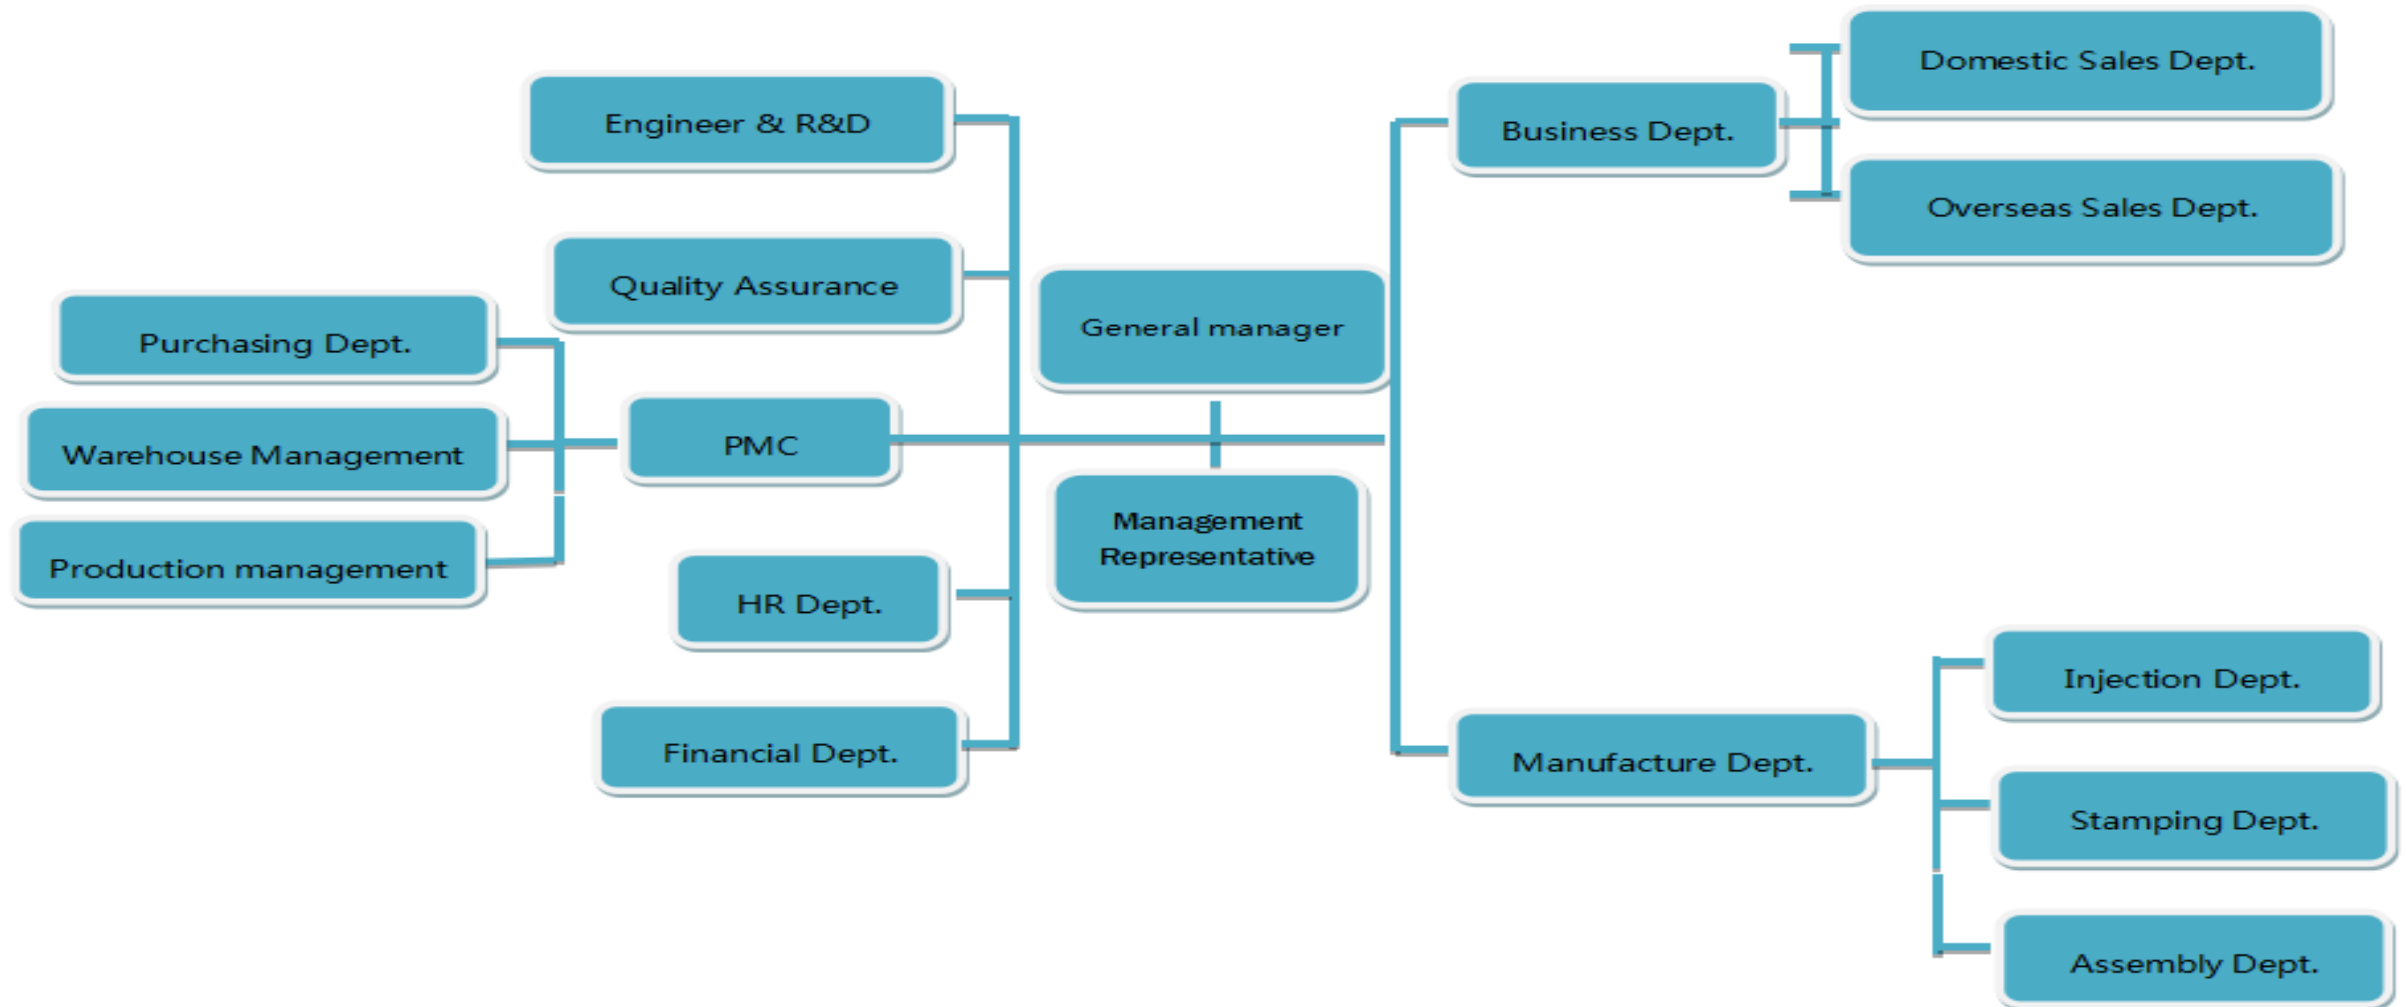 Domestic Sales Dept.
Engineer & R&D
Business Dept.
Overseas Sales Dept.
Quality Assurance
General manager
Purchasing Dept.
PMC
Warehouse Management
Management
Representative
Production management
HR Dept.
Injection Dept.
Financial Dept.
Manufacture Dept.
Stamping Dept.
Assembly Dept.